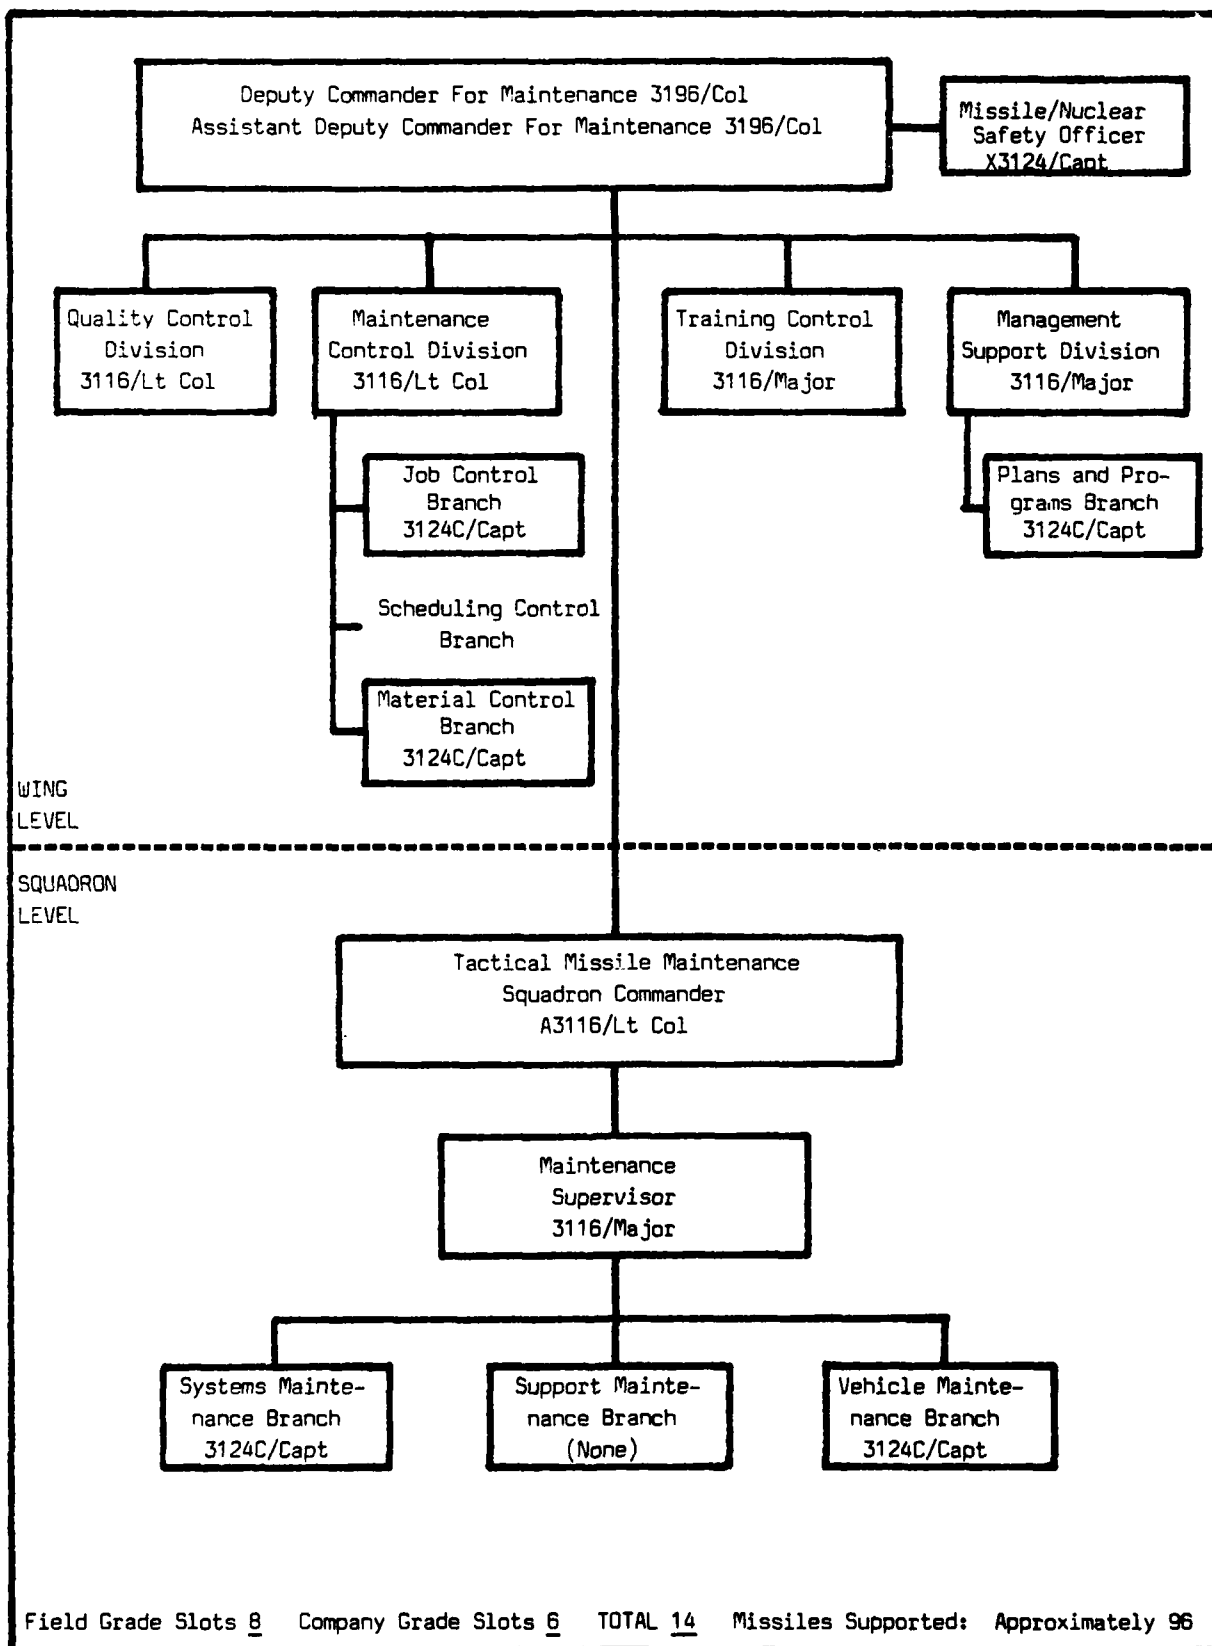 Deputy Commander For Maintenance 3196/Col
Assistant Deputy Commander For Maintenance 3196/Col
Missile/Nuclear
Safety Officer
X3124/Capt
Quality Control
Division
3116/Lt Col
Maintenance
Control Division
3116/Lt Col
Training Control
Division
3116/Major
Management
Support Division
3116/Major
Job Control
Branch
3124C/Capt
Plans and Pro-
grams Branch
3124C/Capt
Scheduling Control
Branch
Material Control
Branch
3124C/Capt
WING
LEVEL
SQUADRON
LEVEL
Tactical Missile Maintenance
Squadron Commander
A3116/Lt Col
Maintenance
Supervisor
3116/Major
Systems Mainte-
nance Branch
3124C/Capt
Support Mainte-
nance Branch
(None)
Vehicle Mainte-
nance Branch
3124C/Capt
Field Grade Slots 8 Company Grade Slots 6 TOTAL 14 Missiles Supported: Approximately 96